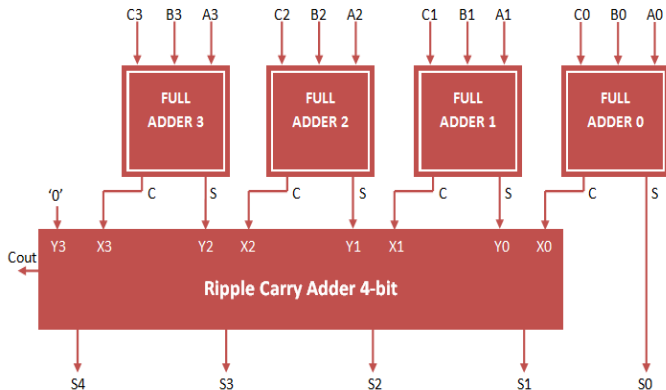 C3 B3 A3 C2 B2 A2 C1 B1 A1 C0 B0 A0
FULL ADDER 3
FULL ADDER 2
FULL ADDER 1
FULL ADDER 0
‘0’ C S C S C S C S
Y3 X3 Y2 X2 Y1 X1 Y0 X0
Cout
Ripple Carry Adder 4-bit
S4 S3 S2 S1 S0